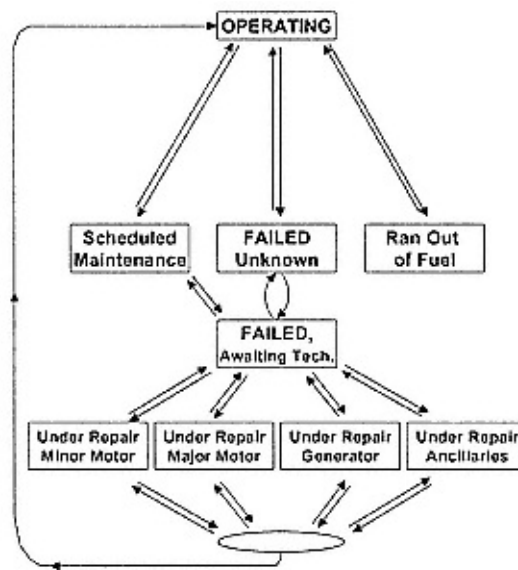 OPERATING
Scheduled
Maintenance
FAILED
Unknown
Ran Out
of Fuel
FAILED,
Awaiting Tech.
Under Repair
Minor Motor
Under Repair
Major Motor
Under Repair
Generator
Under Repair
Ancillaries